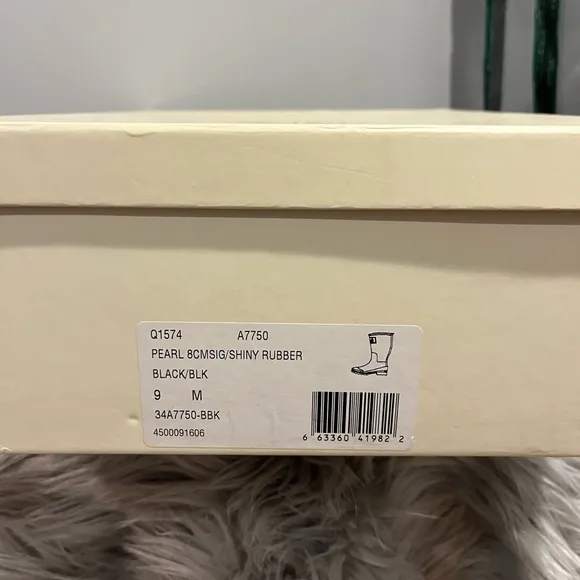 Q1574 A7750
PEARL 8CMSIG/SHINY RUBBER
BLACK/BLK
9 M
34A7750-BBK
4500091606
6 63360 41982 2